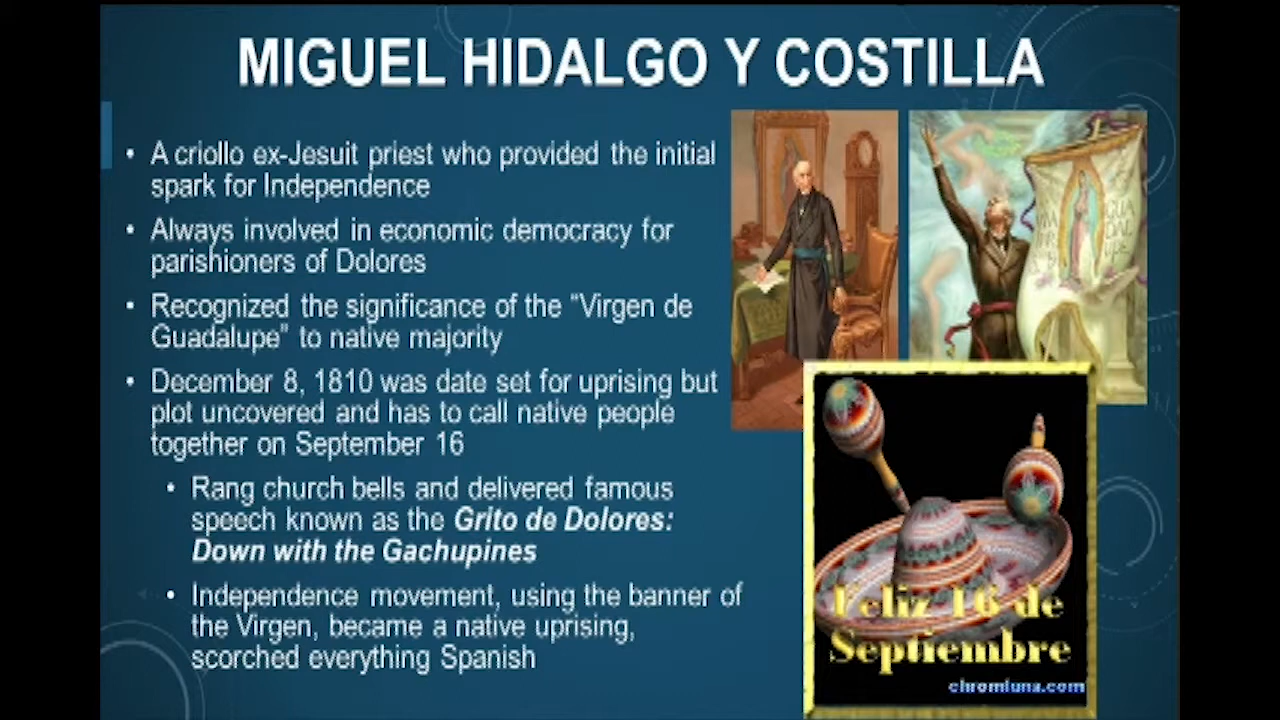 MIGUEL HIDALGO Y COSTILLA
• A criollo ex-Jesuit priest who provided the initial
spark for Independence
• Always involved in economic democracy for
parishioners of Dolores
• Recognized the significance of the "Virgen de
Guadalupe" to native majority
• December 8, 1810 was date set for uprising but
plot uncovered and has to call native people
together on September 16
• Rang church bells and delivered famous
speech known as the Grito de Dolores:
Down with the Gachupines
• Independence movement, using the banner of
the Virgen, became a native uprising,
scorched everything Spanish
Feliz 16 de
Septiembre
chromluna.com